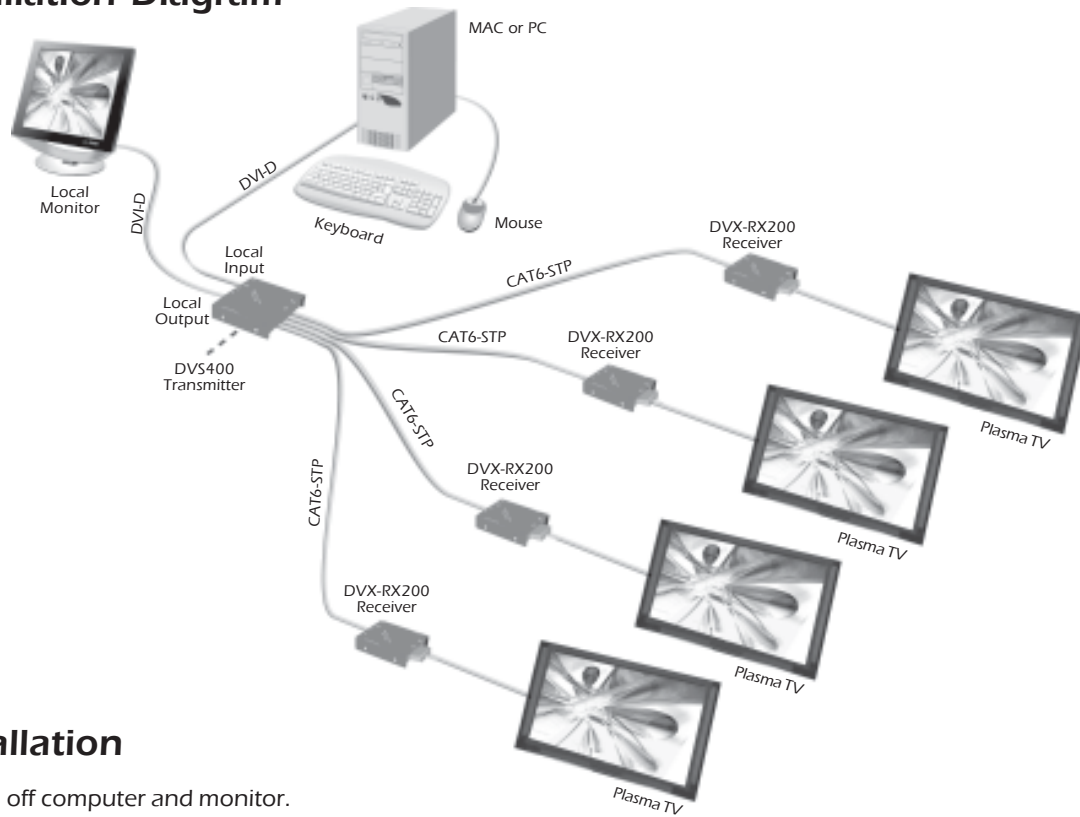 Diagram
MAC or PC
Local
Monitor
DVI-D
DVI-D
Keyboard
Mouse
Local
Input
Local
Output
DVS400
Transmitter
CAT6-STP
DVX-RX200
Receiver
Plasma TV
CAT6-STP
DVX-RX200
Receiver
Plasma TV
CAT6-STP
DVX-RX200
Receiver
Plasma TV
CAT6-STP
DVX-RX200
Receiver
Plasma TV
allation
off computer and monitor.